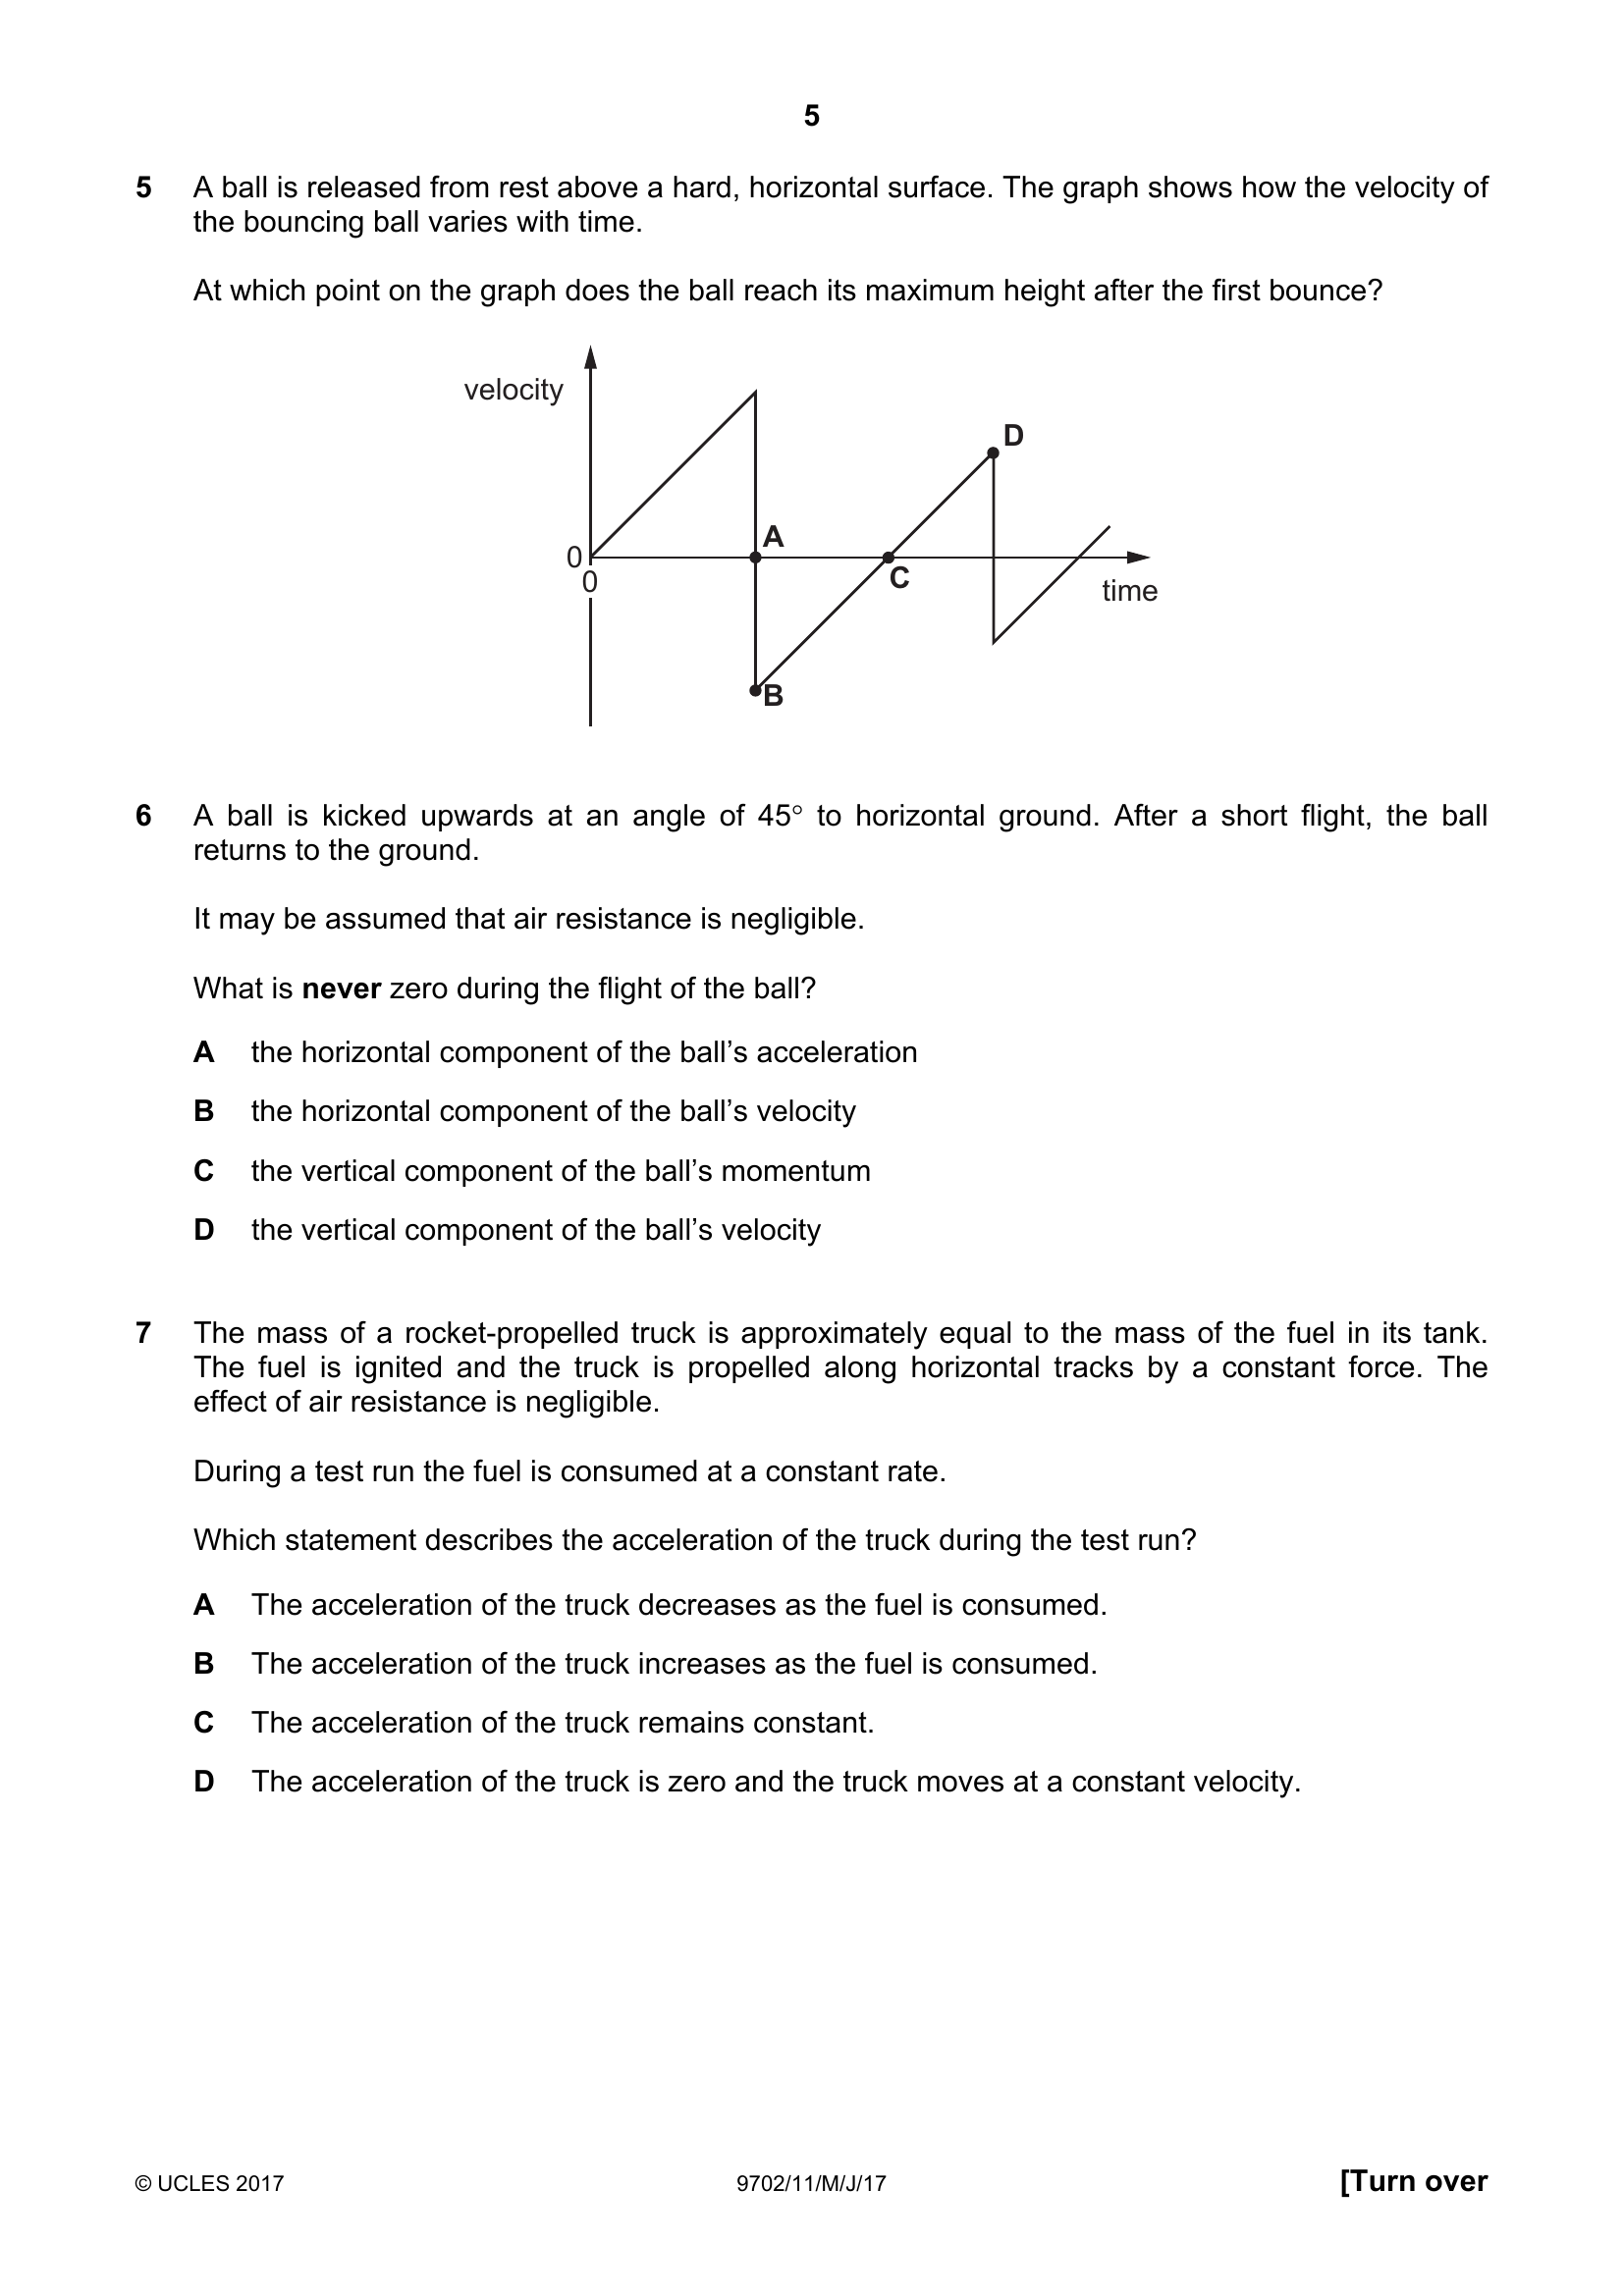 5
5 A ball is released from rest above a hard, horizontal surface. The graph shows how the velocity of
the bouncing ball varies with time.
At which point on the graph does the ball reach its maximum height after the first bounce?
velocity
D
A
0
0
C
time
B
6 A ball is kicked upwards at an angle of 45° to horizontal ground. After a short flight, the ball
returns to the ground.
It may be assumed that air resistance is negligible.
What is never zero during the flight of the ball?
A the horizontal component of the ball’s acceleration
B the horizontal component of the ball’s velocity
C the vertical component of the ball’s momentum
D the vertical component of the ball’s velocity
7 The mass of a rocket-propelled truck is approximately equal to the mass of the fuel in its tank.
The fuel is ignited and the truck is propelled along horizontal tracks by a constant force. The
effect of air resistance is negligible.
During a test run the fuel is consumed at a constant rate.
Which statement describes the acceleration of the truck during the test run?
A The acceleration of the truck decreases as the fuel is consumed.
B The acceleration of the truck increases as the fuel is consumed.
C The acceleration of the truck remains constant.
D The acceleration of the truck is zero and the truck moves at a constant velocity.
© UCLES 2017 9702/11/M/J/17 [Turn over